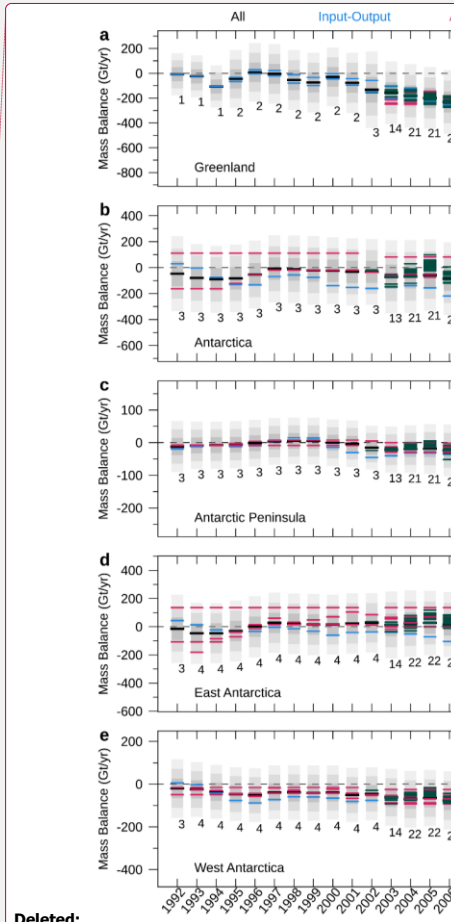 All Input-Output
a
Mass Balance (Gt/yr)
200
0
-200
-400
-600
-800
1 1 1 2 2 2 2 2 2 2 3 14 21 21 2
Greenland
b
Mass Balance (Gt/yr)
400
200
0
-200
-400
-600
3 3 3 3 3 3 3 3 3 3 3 13 21 21 2
Antarctica
c
Mass Balance (Gt/yr)
100
0
-100
-200
3 3 3 3 3 3 3 3 3 3 3 13 21 21 2
Antarctic Peninsula
d
Mass Balance (Gt/yr)
400
200
0
-200
-400
-600
3 4 4 4 4 4 4 4 4 4 4 14 22 22 2
East Antarctica
e
Mass Balance (Gt/yr)
200
0
-200
-400
3 4 4 4 4 4 4 4 4 4 4 14 22 22 2
West Antarctica
1992 1993 1994 1995 1996 1997 1998 1999 2000 2001 2002 2003 2004 2005 2006
Deleted: